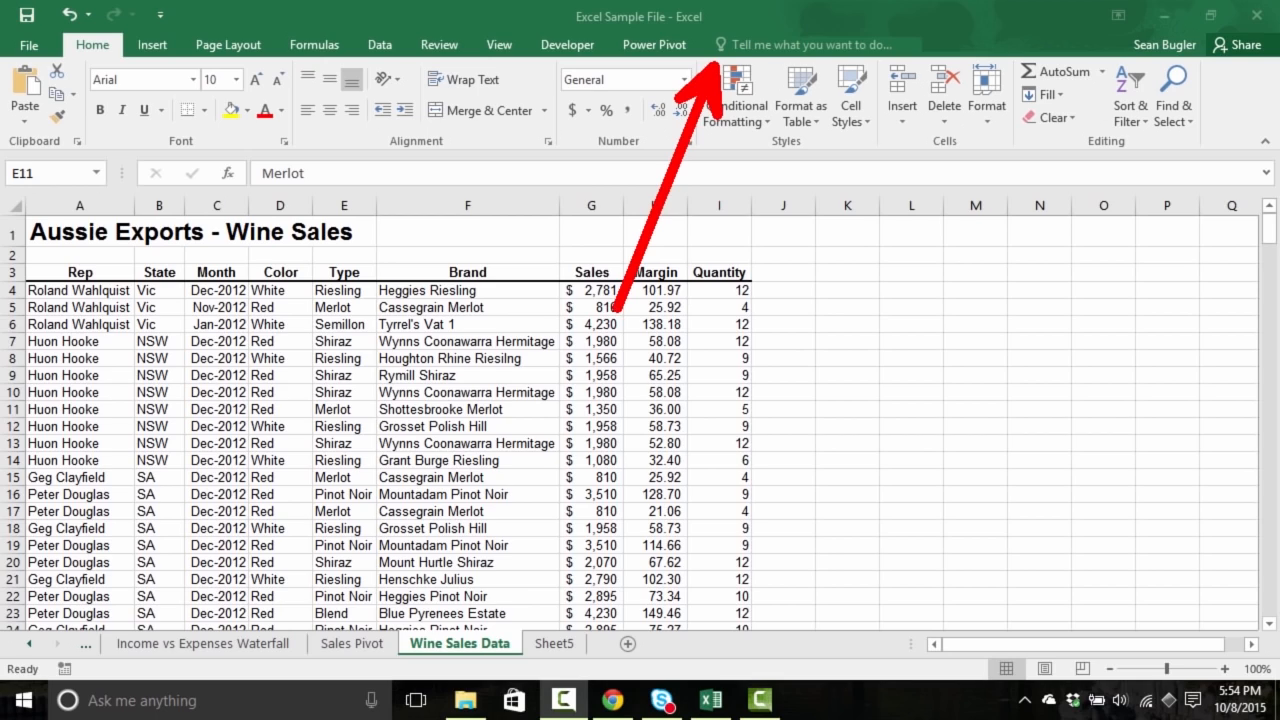 Excel Sample File - Excel
File Home Insert Page Layout Formulas Data Review View Developer Power Pivot Tell me what you want to do... Sean Bugler Share
Arial 10 Wrap Text General AutoSum
Paste B I U Merge & Center $ % Conditional Formatting Format as Table Cell Styles Insert Delete Format Fill Clear Sort & Filter Find & Select
Clipboard Font Alignment Number Styles Cells Editing
E11 fx Merlot
A B C D E F G I J K L M N O P Q
1 Aussie Exports - Wine Sales
2
3 Rep State Month Color Type Brand Sales Margin Quantity
4 Roland Wahlquist Vic Dec-2012 White Riesling Heggies Riesling $ 2,781 101.97 12
5 Roland Wahlquist Vic Nov-2012 Red Merlot Cassegrain Merlot $ 25.92 4
6 Roland Wahlquist Vic Jan-2012 White Semillon Tyrrel's Vat 1 $ 4,230 138.18 12
7 Huon Hooke NSW Dec-2012 Red Shiraz Wynns Coonawarra Hermitage $ 1,980 58.08 12
8 Huon Hooke NSW Dec-2012 White Riesling Houghton Rhine Riesilng $ 1,566 40.72 9
9 Huon Hooke NSW Dec-2012 Red Shiraz Rymill Shiraz $ 1,958 65.25 9
10 Huon Hooke NSW Dec-2012 Red Shiraz Wynns Coonawarra Hermitage $ 1,980 58.08 12
11 Huon Hooke NSW Dec-2012 Red Merlot Shottesbrooke Merlot $ 1,350 36.00 5
12 Huon Hooke NSW Dec-2012 White Riesling Grosset Polish Hill $ 1,958 58.73 9
13 Huon Hooke NSW Dec-2012 Red Shiraz Wynns Coonawarra Hermitage $ 1,980 52.80 12
14 Huon Hooke NSW Dec-2012 White Riesling Grant Burge Riesling $ 1,080 32.40 6
15 Geg Clayfield SA Dec-2012 Red Merlot Cassegrain Merlot $ 810 25.92 4
16 Peter Douglas SA Dec-2012 Red Pinot Noir Mountadam Pinot Noir $ 3,510 128.70 9
17 Peter Douglas SA Dec-2012 Red Merlot Cassegrain Merlot $ 810 21.06 4
18 Geg Clayfield SA Dec-2012 White Riesling Grosset Polish Hill $ 1,958 58.73 9
19 Peter Douglas SA Dec-2012 Red Pinot Noir Mountadam Pinot Noir $ 3,510 114.66 9
20 Peter Douglas SA Dec-2012 Red Shiraz Mount Hurtle Shiraz $ 2,070 67.62 12
21 Geg Clayfield SA Dec-2012 White Riesling Henschke Julius $ 2,790 102.30 12
22 Peter Douglas SA Dec-2012 Red Pinot Noir Heggies Pinot Noir $ 2,895 73.34 10
23 Peter Douglas SA Dec-2012 Red Blend Blue Pyrenees Estate $ 4,230 149.46 12
24 Geg Clayfield SA Dec-2012 Red Pinot Noir Heggies Pinot Noir $ 2,895 75.27 10
... Income vs Expenses Waterfall Sales Pivot Wine Sales Data Sheet5
Ready 100%
Ask me anything 5:54 PM
10/8/2015